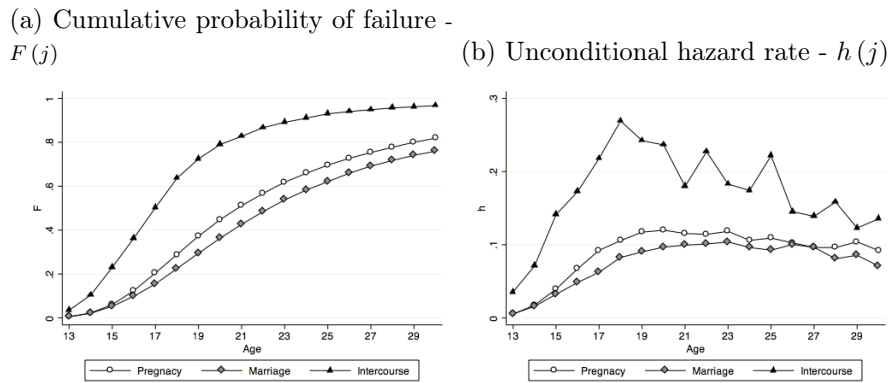 (a) Cumulative probability of failure -
F (j)
(b) Unconditional hazard rate - h (j)
1
.8
.6
.4
.2
0
F
13 15 17 19 21 23 25 27 29
Age
Pregnacy Marriage Intercourse
.3
.2
.1
0
h
13 15 17 19 21 23 25 27 29
Age
Pregnacy Marriage Intercourse